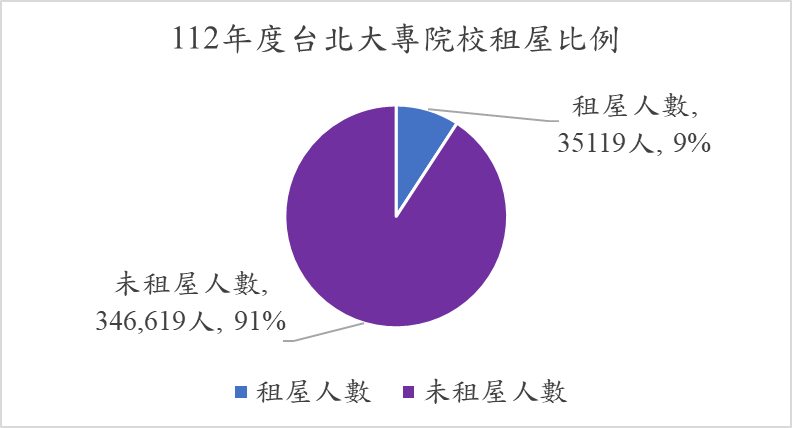 112年度台北大專院校租屋比例
租屋人數,
35119人, 9%
未租屋人數,
346,619人, 91%
租屋人數 未租屋人數